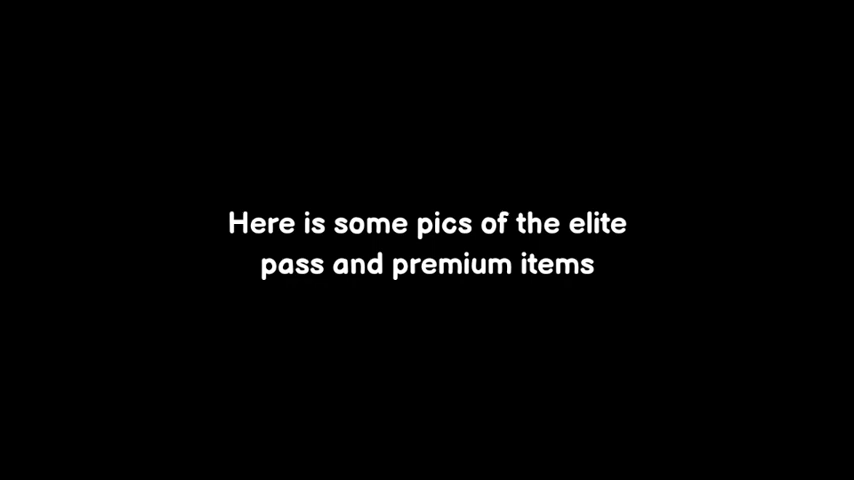 Here is some pics of the elite
pass and premium items